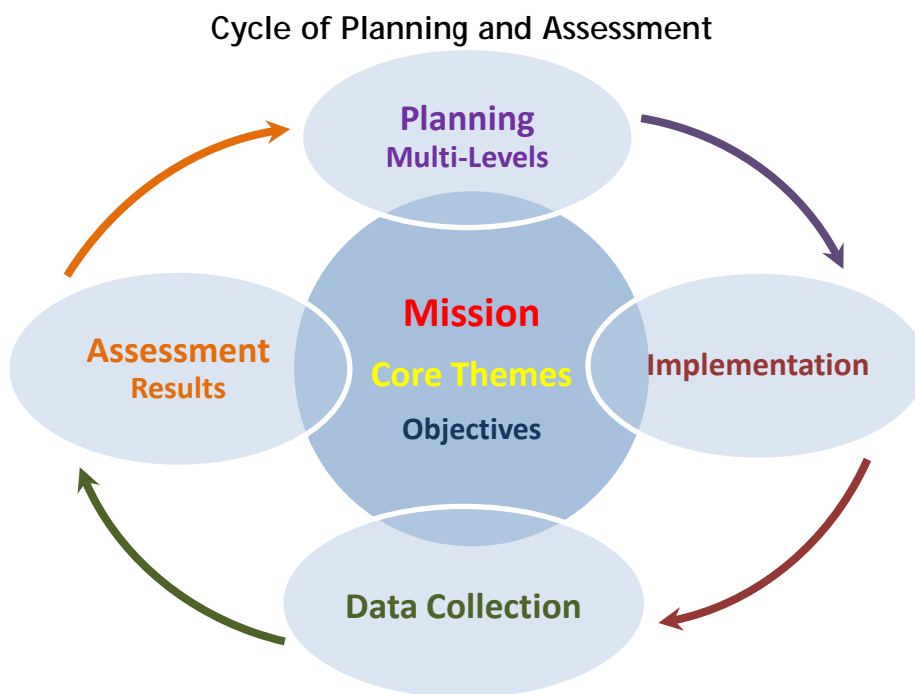 Cycle of Planning and Assessment
Planning
Multi-Levels
Mission
Core Themes
Objectives
Assessment
Results
Implementation
Data Collection